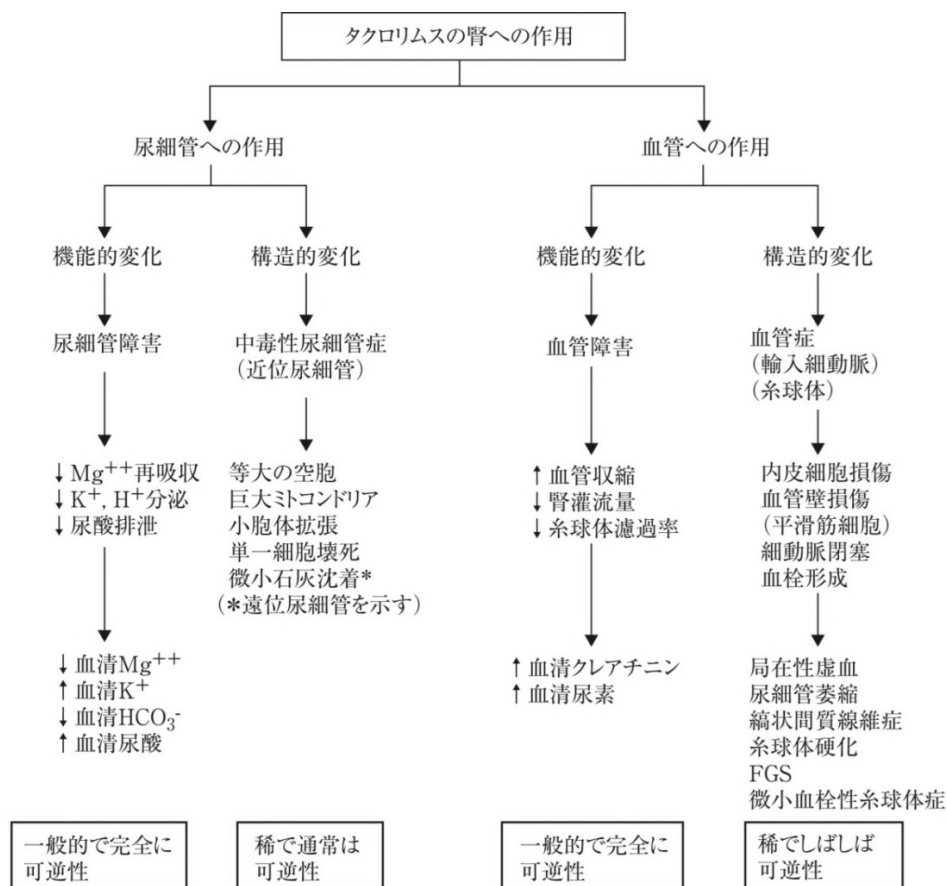 タクロリムスの腎への作用
尿細管への作用
血管への作用
機能的変化
構造的変化
機能的変化
構造的変化
尿細管障害
中毒性尿細管症
(近位尿細管)
血管障害
血管症
(輸入細動脈)
(糸球体)
↓Mg⁺⁺再吸収
↓K⁺, H⁺分泌
↓尿酸排泄
等大の空胞
巨大ミトコンドリア
小胞体拡張
単一細胞壊死
微小石灰沈着*
(*遠位尿細管を示す)
↑血管収縮
↓腎灌流量
↓糸球体濾過率
内皮細胞損傷
血管壁損傷
(平滑筋細胞)
細動脈閉塞
血栓形成
↓血清Mg⁺⁺
↑血清K⁺
↓血清HCO₃⁻
↑血清尿酸
↑血清クレアチニン
↑血清尿素
局在性虚血
尿細管萎縮
縞状間質線維症
糸球体硬化
FGS
微小血栓性糸球体症
一般的で完全に
可逆性
稀で通常は
可逆性
一般的で完全に
可逆性
稀でしばしば
可逆性